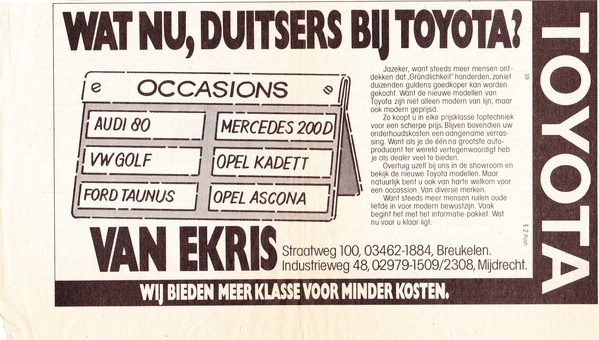 WAT NU, DUITSERS BIJ TOYOTA?
OCCASIONS
AUDI 80
MERCEDES 200D
VW GOLF
OPEL KADETT
FORD TAUNUS
OPEL ASCONA
Jazeker, want steeds meer mensen ont-
dekken dat „Gründlichkeit” honderden, zoniet
duizenden guldens goedkoper kan worden
gekocht. Want de nieuwe modellen van
Toyota zijn niet alleen modern van lijn, maar
ook modern geprijsd.
Zo koopt u in elke prijsklasse toptechniek
voor een scherpe prijs. Blijven bovendien uw
onderhoudskosten een aangename verras-
sing. Want als je de één na grootste auto-
producent ter wereld vertegenwoordigt heb
je als dealer veel te bieden.
Overtuig uzelf bij ons in de showroom en
bekijk de nieuwe Toyota modellen. Maar
natuurlijk bent u ook van harte welkom voor
een occassion. Van diverse merken.
Want steeds meer mensen ruilen oude
liefde in voor modern bewustzijn. Vaak
begint het met het informatie-pakket. Wat
nu voor u klaar ligt.
VAN EKRIS
Straatweg 100, 03462-1884, Breukelen.
Industrieweg 48, 02979-1509/2308, Mijdrecht.
WIJ BIEDEN MEER KLASSE VOOR MINDER KOSTEN.
TOYOTA